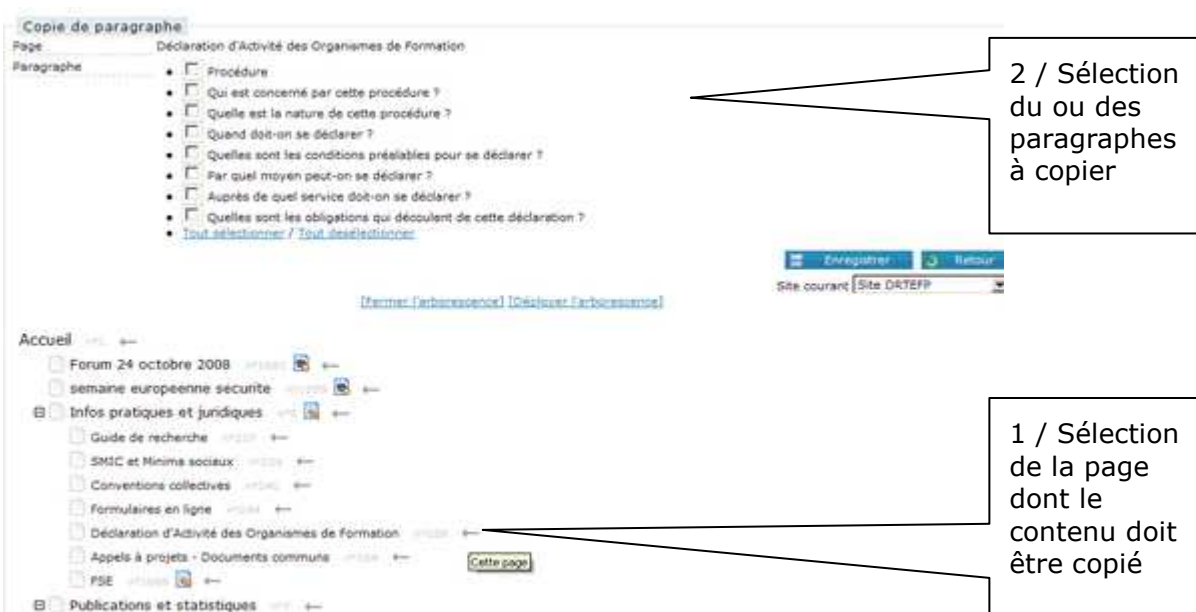 Copie de paragraphe
Page Déclaration d'Activité des Organismes de Formation
Paragraphe
• Procédure
• Qui est concerné par cette procédure ?
• Quelle est la nature de cette procédure ?
• Quand doit-on se déclarer ?
• Quelles sont les conditions préalables pour se déclarer ?
• Par quel moyen peut-on se déclarer ?
• Auprès de quel service doit-on se déclarer ?
• Quelles sont les obligations qui découlent de cette déclaration ?
• Tout sélectionner / Tout desélectionner
2 / Sélection
du ou des
paragraphes
à copier
Enregistrer Retour
Site courant Site DRTEFP
[Fermer l'arborescence] [Déployer l'arborescence]
Accueil
Forum 24 octobre 2008
semaine europeenne securite
Infos pratiques et juridiques
Guide de recherche
SMIC et Minima sociaux
Conventions collectives
Formulaires en ligne
Déclaration d'Activité des Organismes de Formation
Appels à projets - Documents communs
Cette page
FSE
Publications et statistiques
1 / Sélection
de la page
dont le
contenu doit
être copié